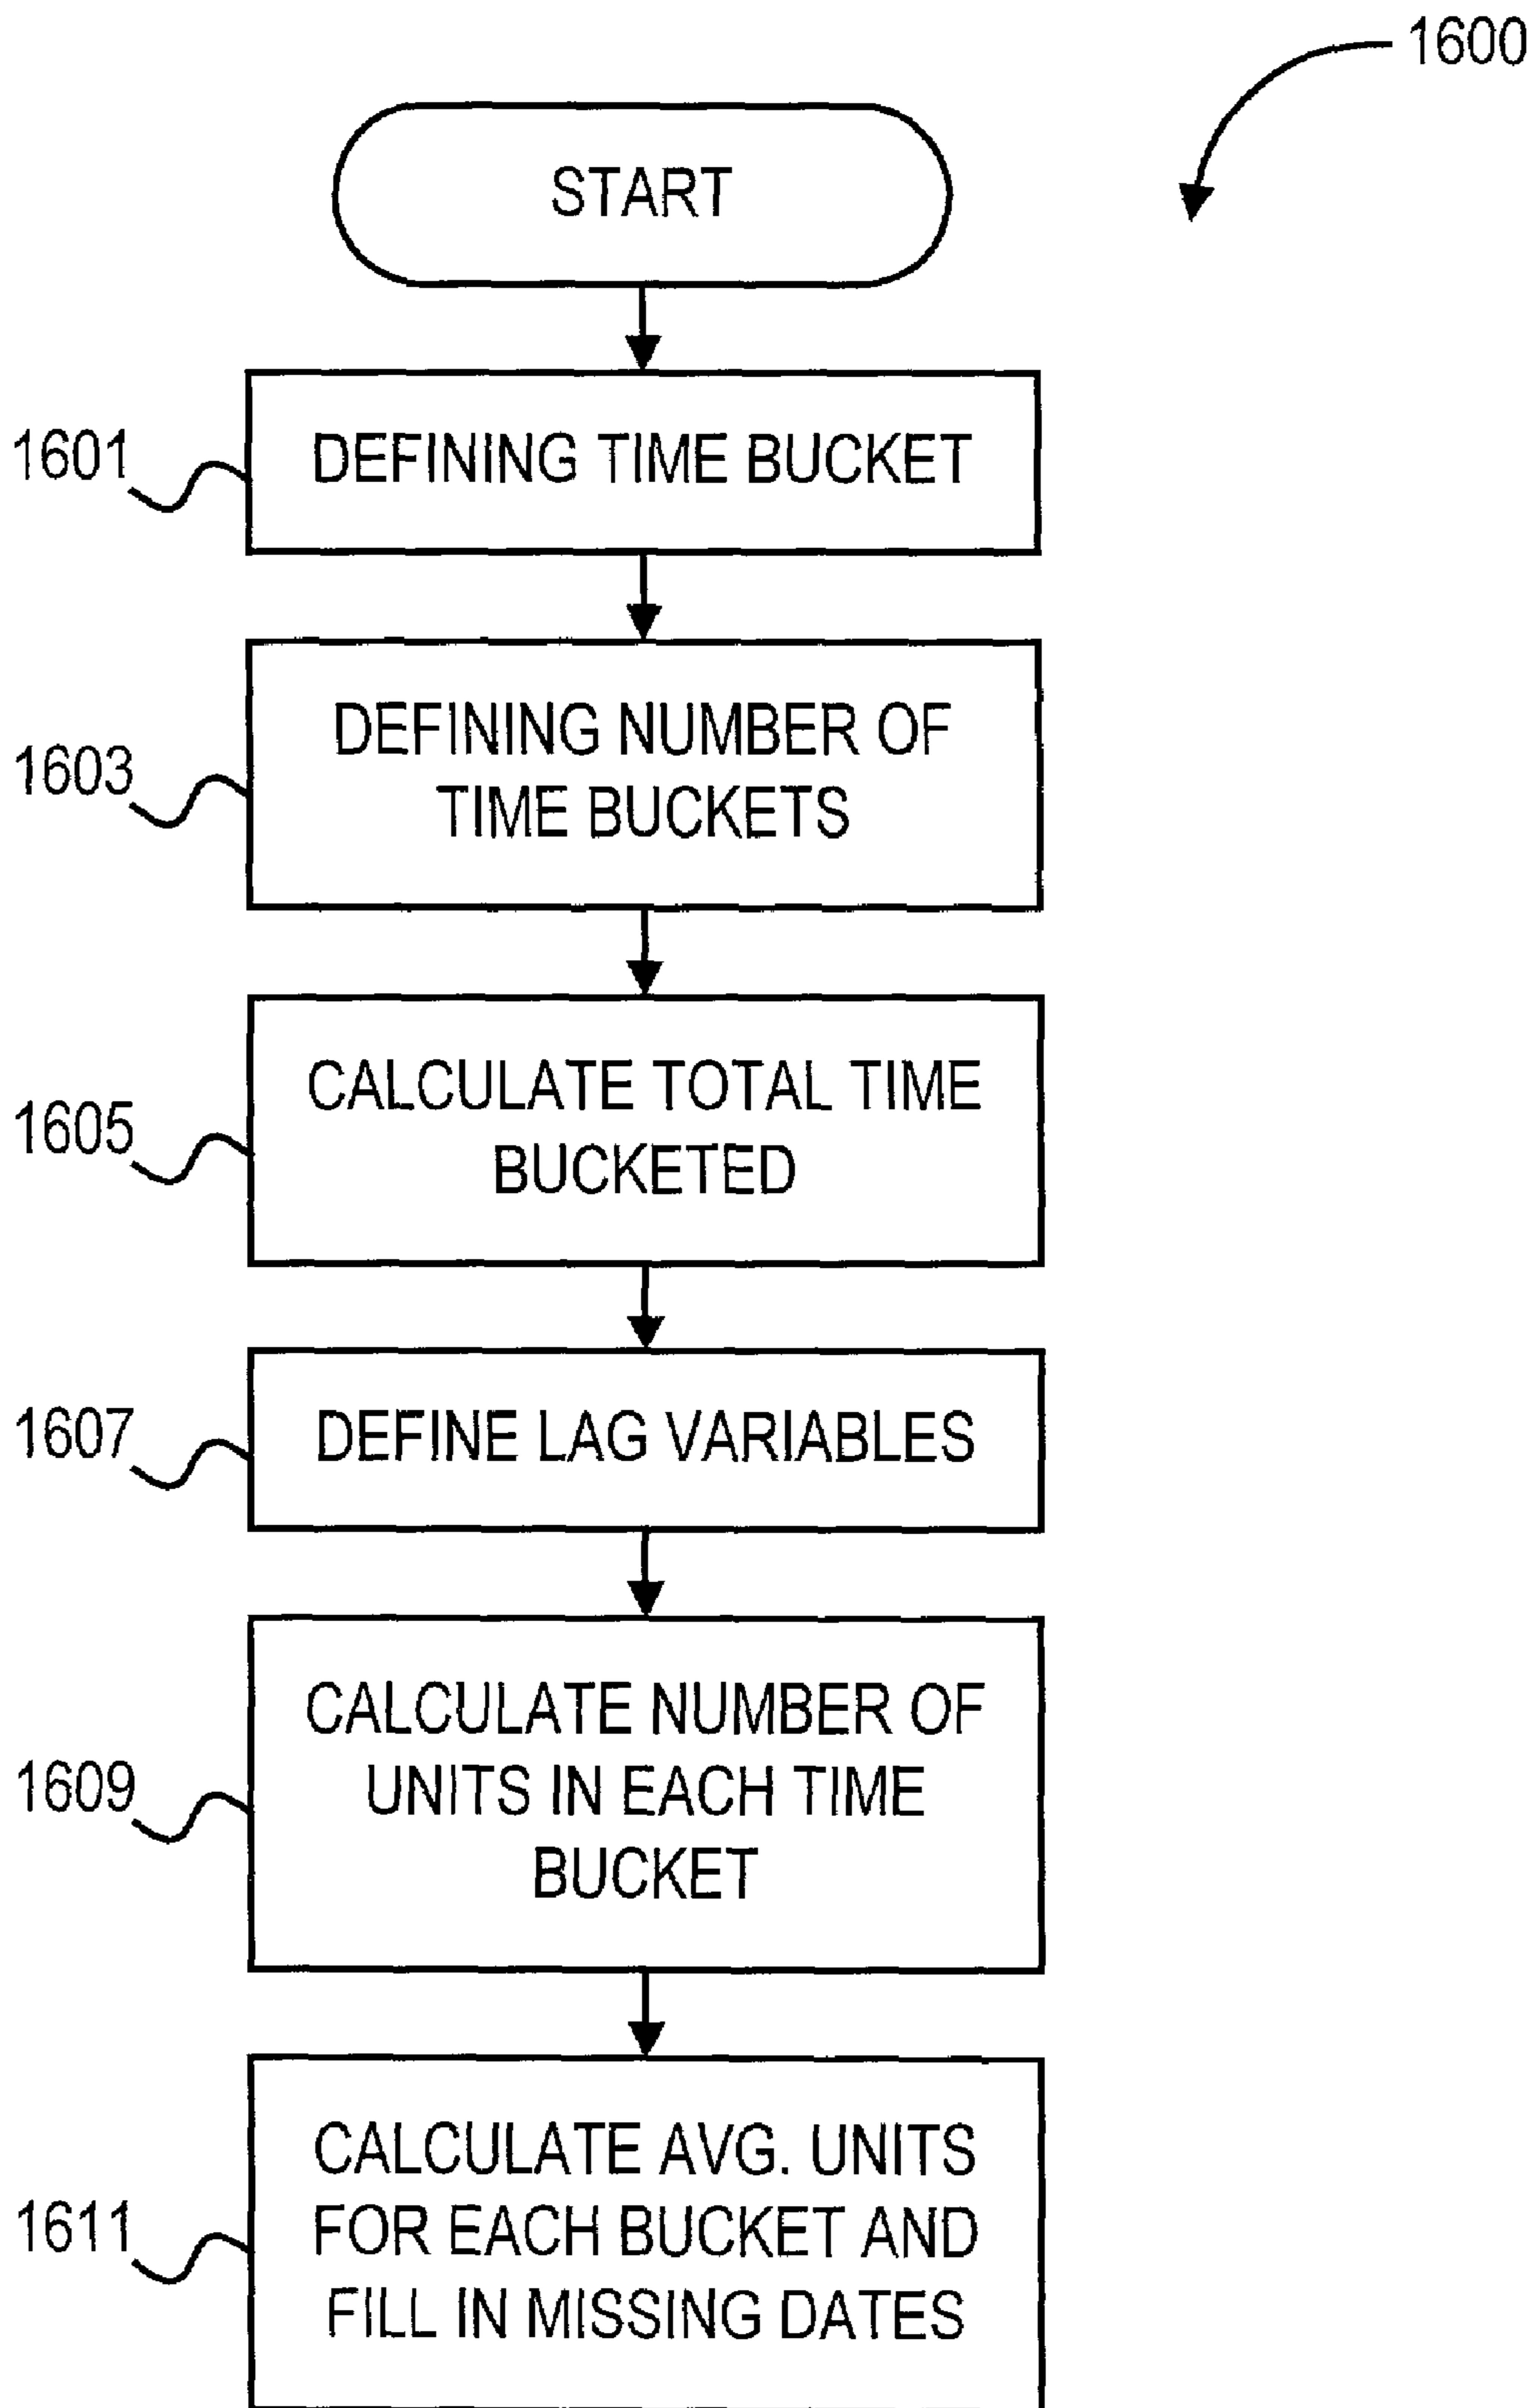 1600
START
1601
DEFINING TIME BUCKET
1603
DEFINING NUMBER OF
TIME BUCKETS
1605
CALCULATE TOTAL TIME
BUCKETED
1607
DEFINE LAG VARIABLES
1609
CALCULATE NUMBER OF
UNITS IN EACH TIME
BUCKET
1611
CALCULATE AVG. UNITS
FOR EACH BUCKET AND
FILL IN MISSING DATES